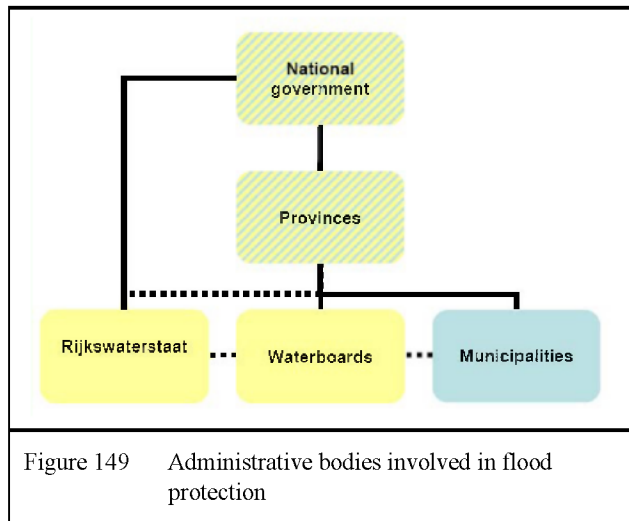 National
government
Provinces
Rijkswaterstaat
Waterboards
Municipalities
Figure 149 Administrative bodies involved in flood
protection